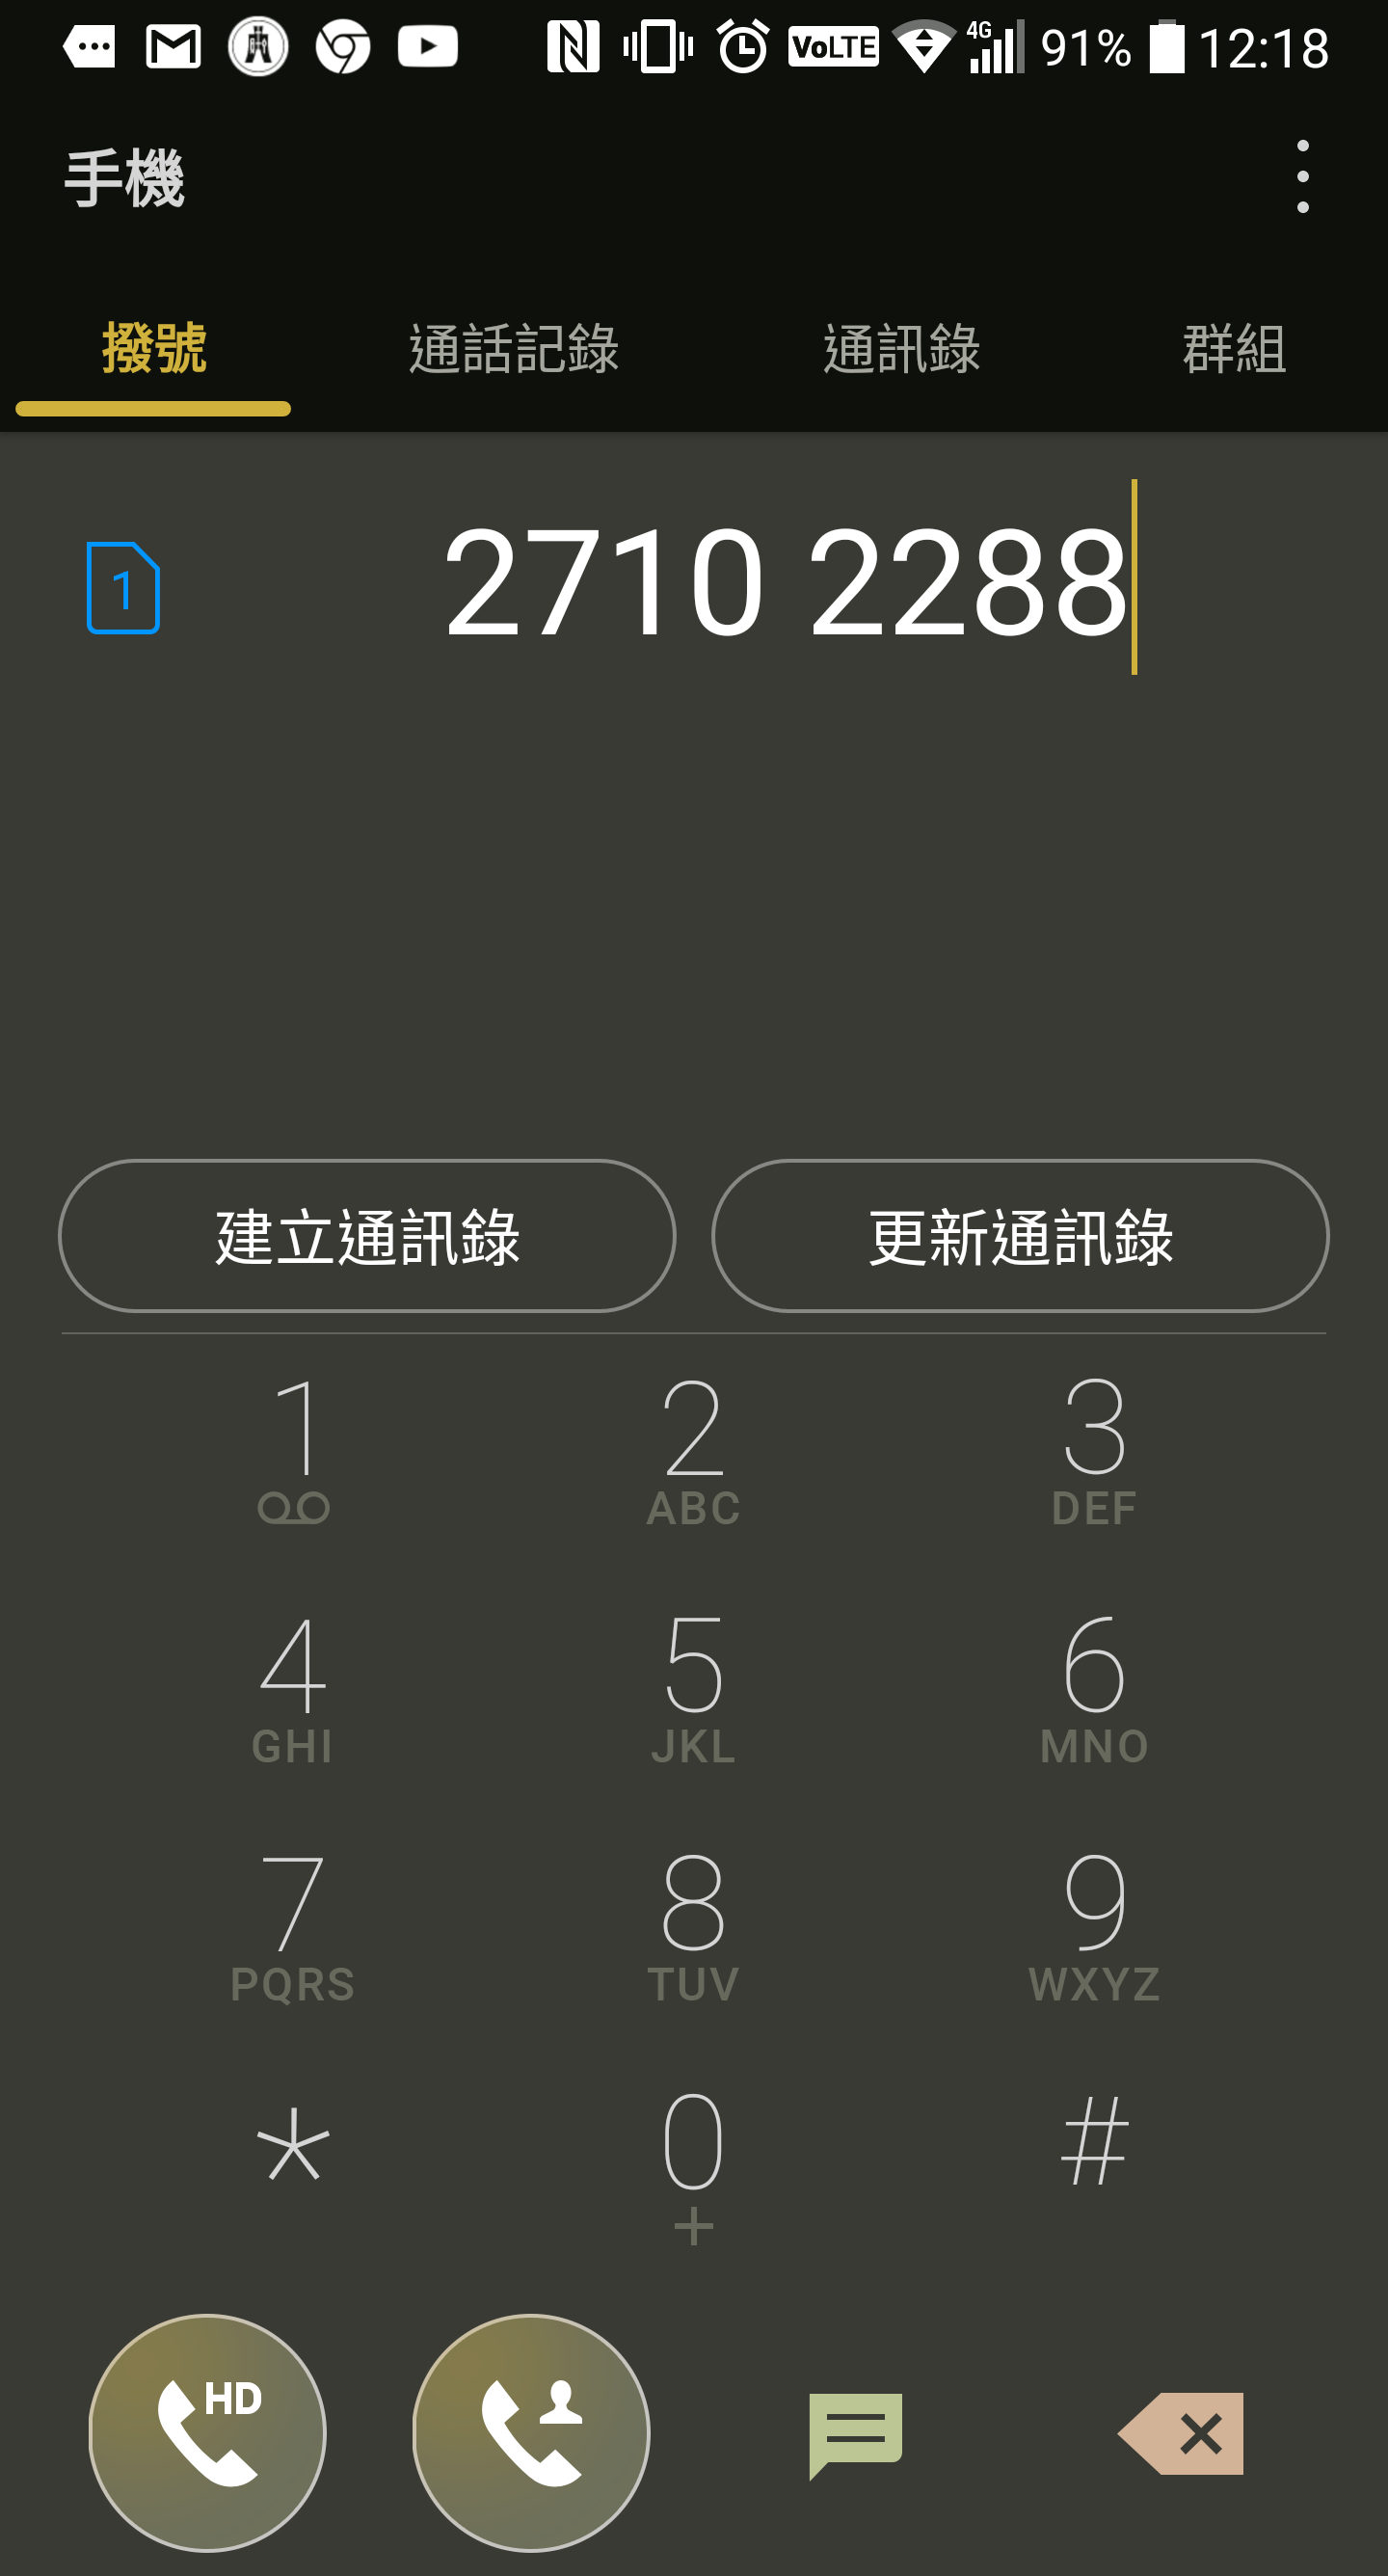 VoLTE 4G 91% 12:18
手機
撥號 通話記錄 通訊錄 群組
1 2710 2288
建立通訊錄 更新通訊錄
1 2 3
ABC DEF
4 5 6
GHI JKL MNO
7 8 9
PQRS TUV WXYZ
* 0 #
+
HD